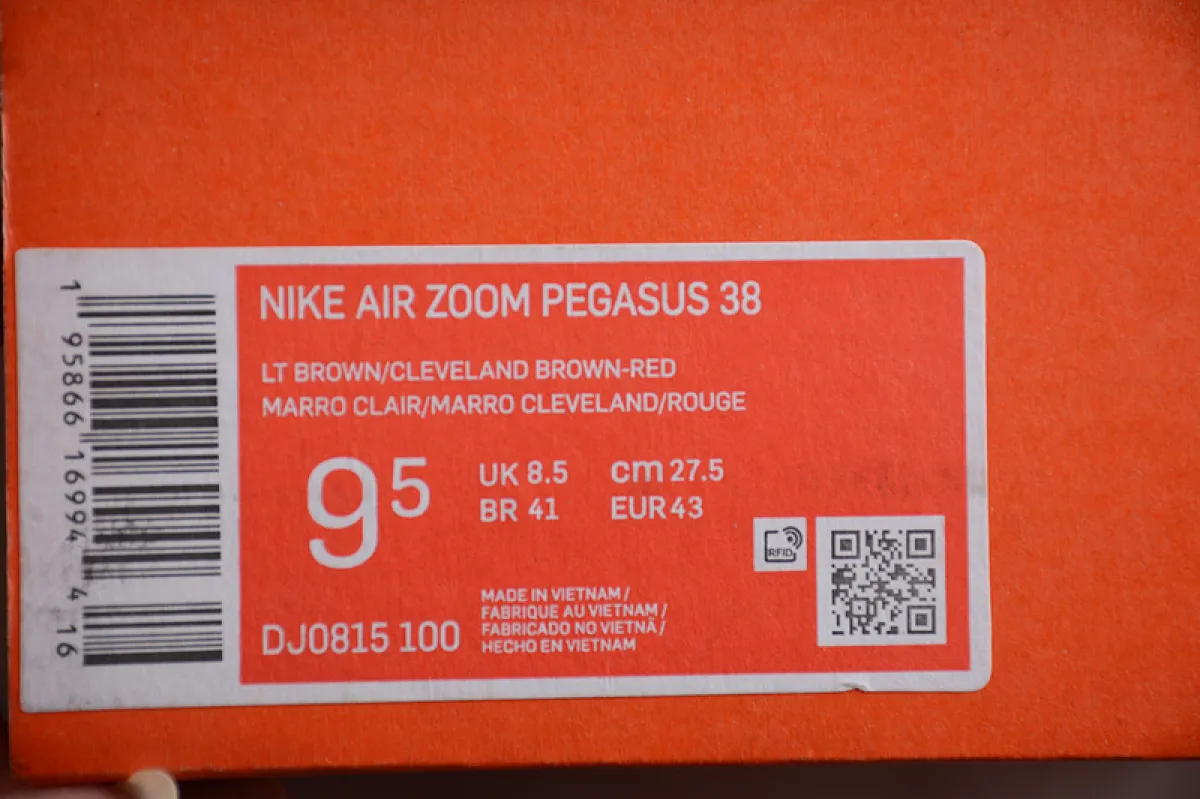 NIKE AIR ZOOM PEGASUS 38
LT BROWN/CLEVELAND BROWN-RED
MARRO CLAIR/MARRO CLEVELAND/ROUGE
9⁵
UK 8.5 cm 27.5
BR 41 EUR 43
RFID
MADE IN VIETNAM /
FABRIQUE AU VIETNAM /
FABRICADO NO VIETNÃ /
HECHO EN VIETNAM
DJ0815 100
1 95866 16994 4 16